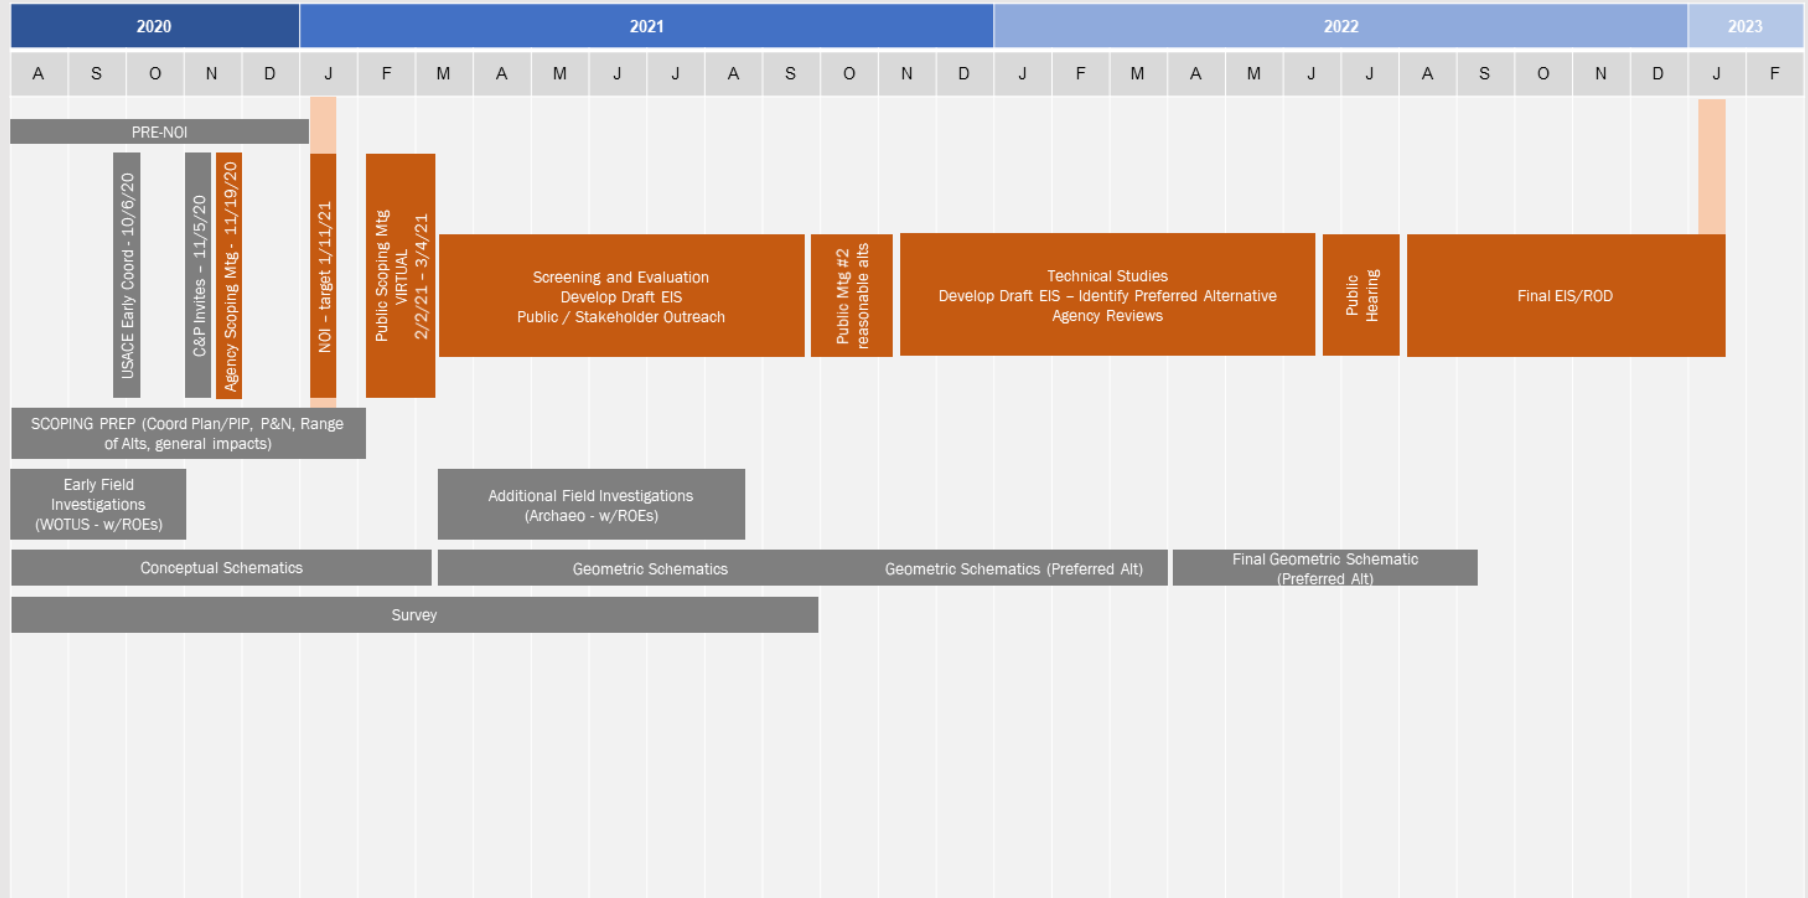 2020 2021 2022 2023
A S O N D J F M A M J J A S O N D J F M A M J J A S O N D J F
PRE-NOI
USACE Early Coord - 10/6/20
C&P Invites – 11/5/20
Agency Scoping Mtg - 11/19/20
NOI – target 1/11/21
Public Scoping Mtg
VIRTUAL
2/2/21 – 3/4/21
Screening and Evaluation
Develop Draft EIS
Public / Stakeholder Outreach
Public Mtg #2
reasonable alts
Technical Studies
Develop Draft EIS – Identify Preferred Alternative
Agency Reviews
Public
Hearing
Final EIS/ROD
SCOPING PREP (Coord Plan/PIP, P&N, Range
of Alts, general impacts)
Early Field
Investigations
(WOTUS - w/ROEs)
Additional Field Investigations
(Archaeo - w/ROEs)
Conceptual Schematics
Geometric Schematics
Geometric Schematics (Preferred Alt)
Final Geometric Schematic
(Preferred Alt)
Survey